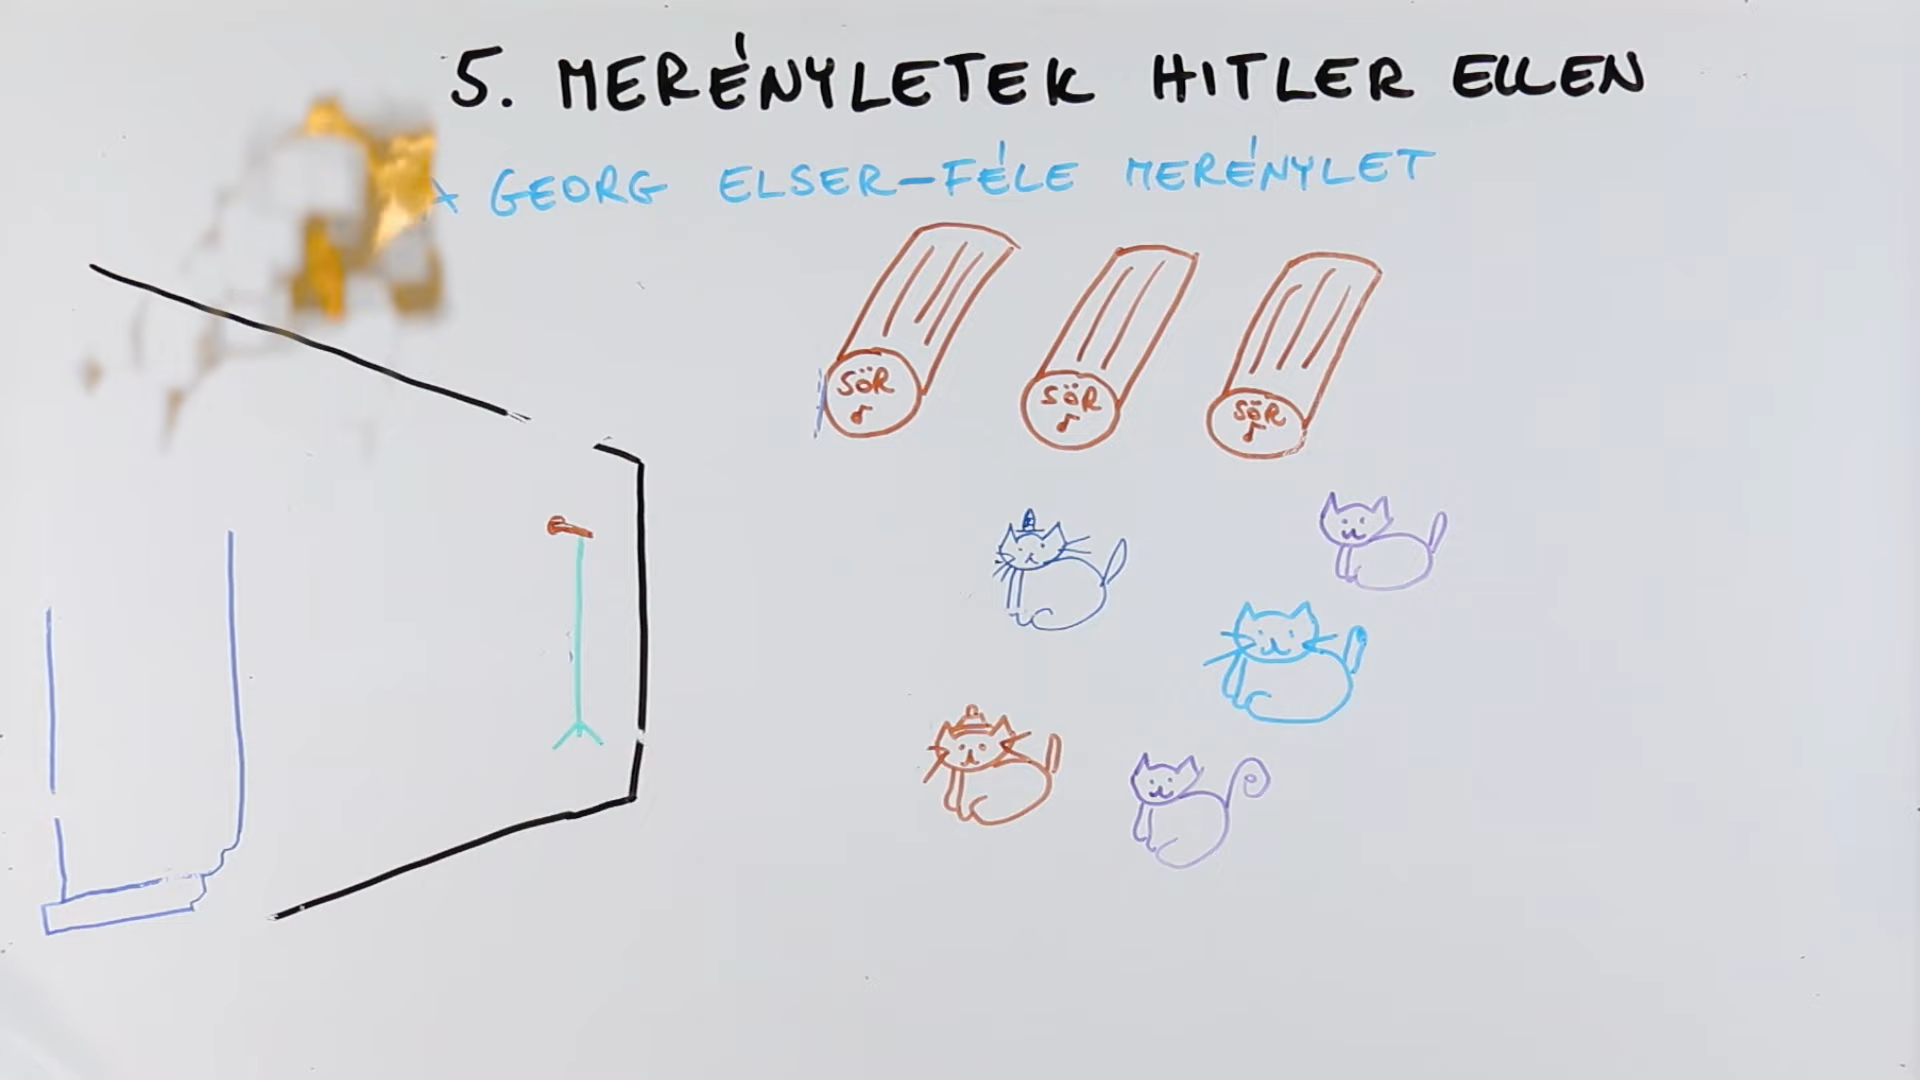 5. MERÉNYLETEK HITLER ELLEN
A GEORG ELSER-FÉLE MERÉNYLET
SÖR
SÖR
SÖR